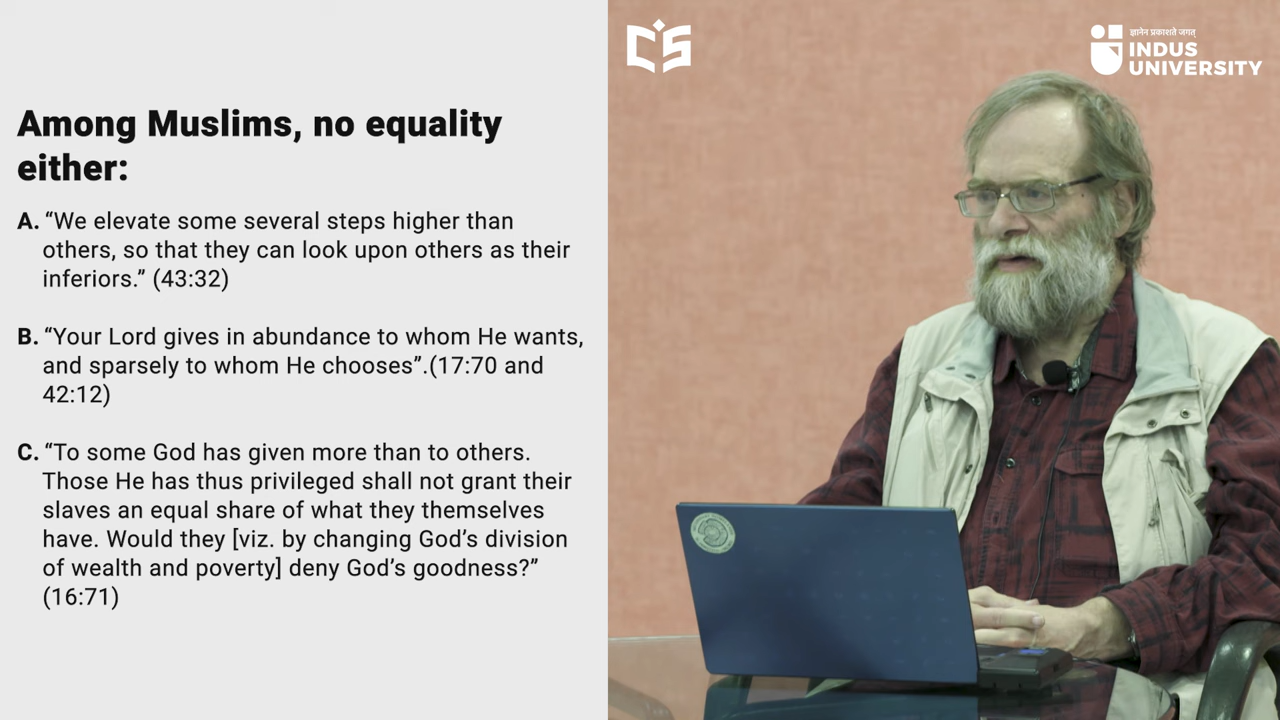 Among Muslims, no equality
either:
A. “We elevate some several steps higher than
others, so that they can look upon others as their
inferiors.” (43:32)
B. “Your Lord gives in abundance to whom He wants,
and sparsely to whom He chooses”.(17:70 and
42:12)
C. “To some God has given more than to others.
Those He has thus privileged shall not grant their
slaves an equal share of what they themselves
have. Would they [viz. by changing God’s division
of wealth and poverty] deny God’s goodness?”
(16:71)
CIS
ज्ञानेन प्रकाशते जगत्
INDUS
UNIVERSITY